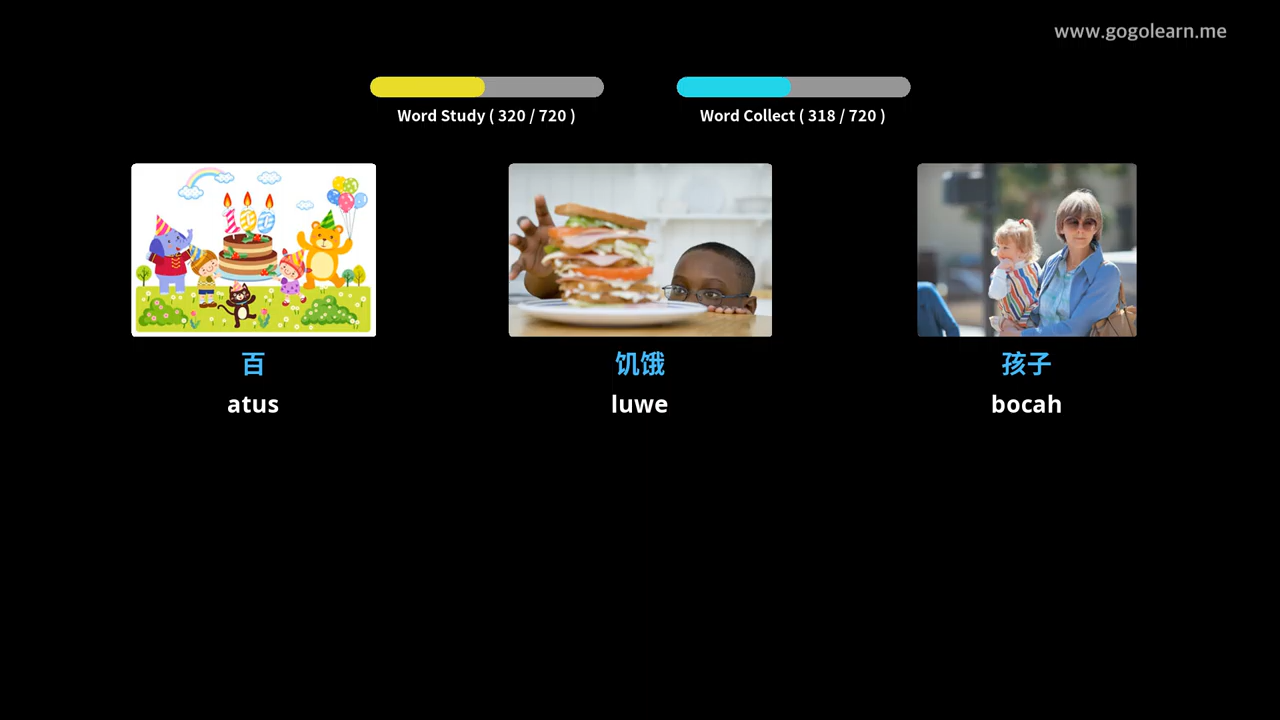 www.gogolearn.me
Word Study ( 320 / 720 )
Word Collect ( 318 / 720 )
100
百
饥饿
孩子
atus
luwe
bocah